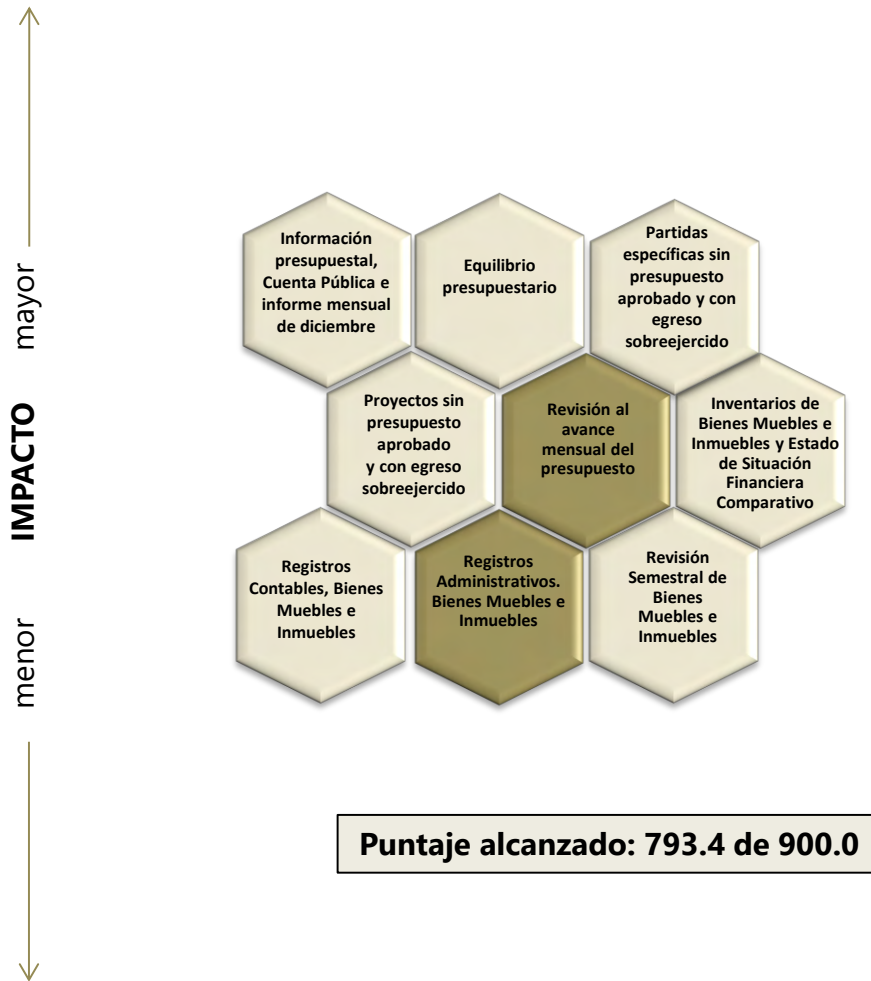 mayor
IMPACTO
menor
Información
presupuestal,
Cuenta Pública e
informe mensual
de diciembre
Equilibrio
presupuestario
Partidas
específicas sin
presupuesto
aprobado y con
egreso
sobreejercido
Proyectos sin
presupuesto
aprobado
y con egreso
sobreejercido
Revisión al
avance
mensual del
presupuesto
Inventarios de
Bienes Muebles e
Inmuebles y Estado
de Situación
Financiera
Comparativo
Registros
Contables, Bienes
Muebles e
Inmuebles
Registros
Administrativos.
Bienes Muebles e
Inmuebles
Revisión
Semestral de
Bienes
Muebles e
Inmuebles
Puntaje alcanzado: 793.4 de 900.0